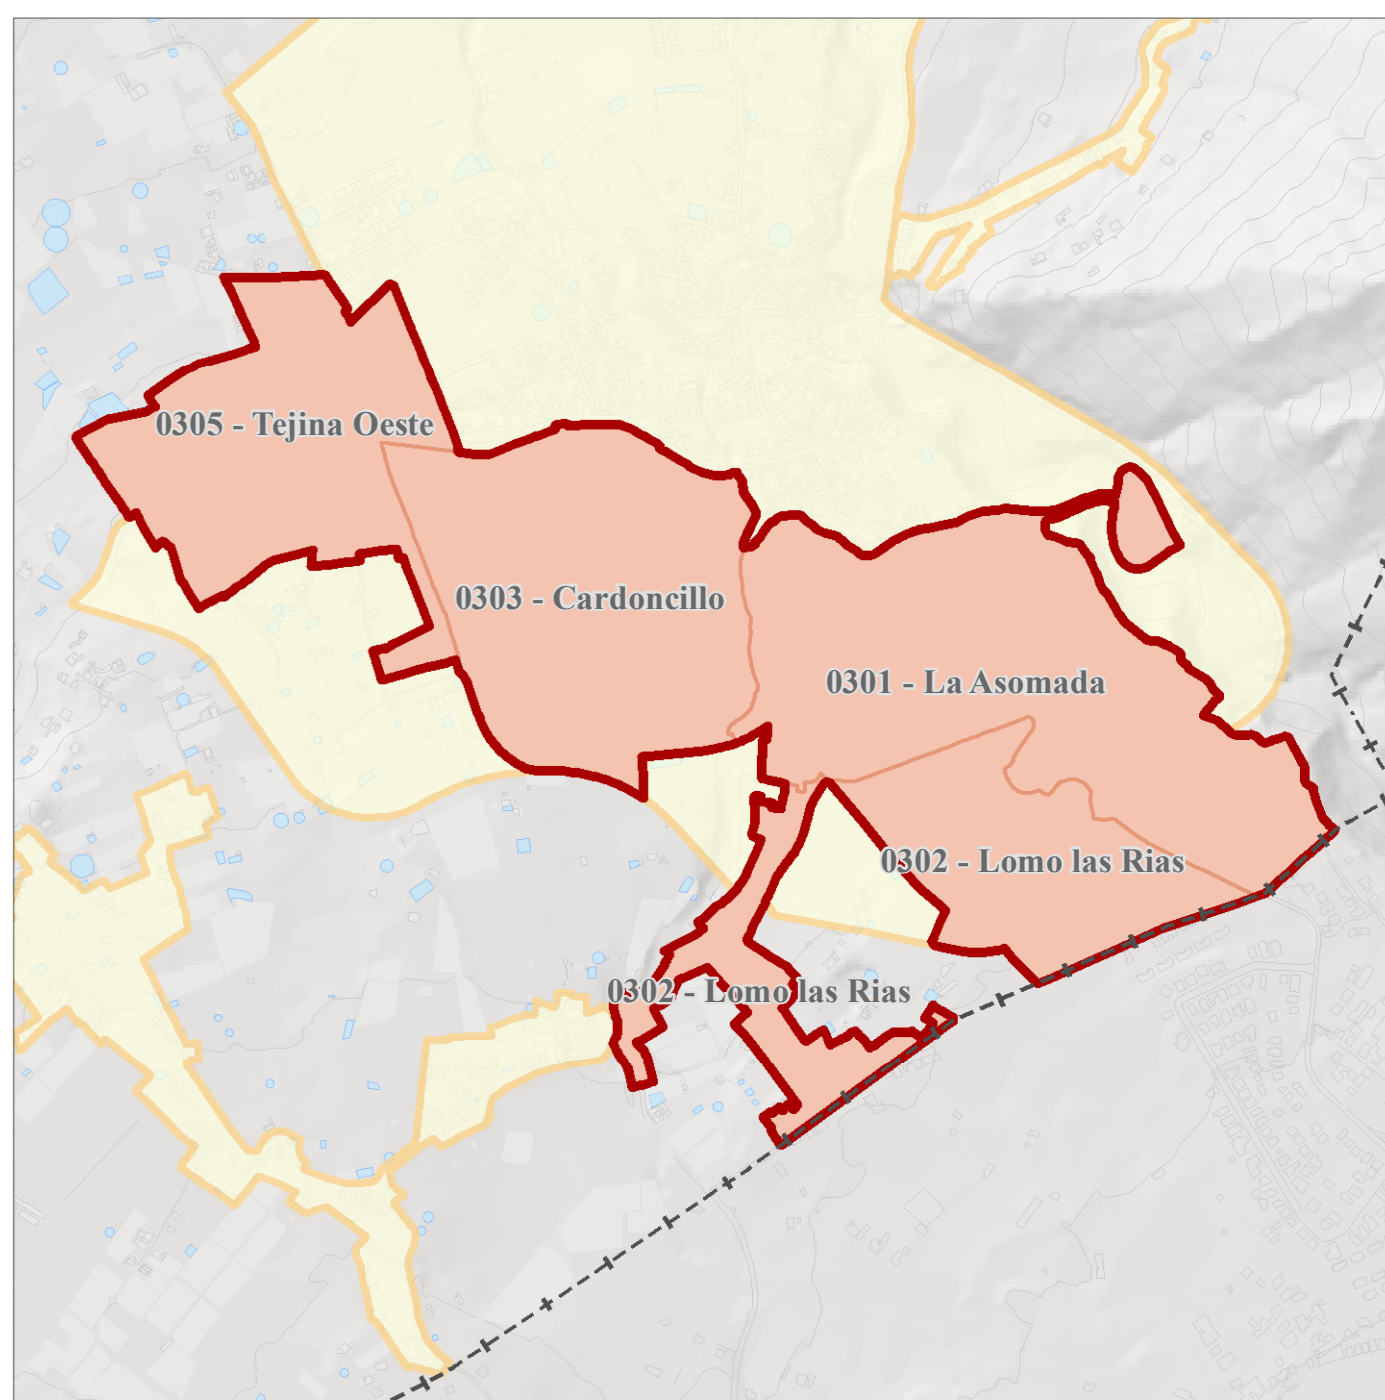 0305 - Tejina Oeste
0303 - Cardoncillo
0301 - La Asomada
0302 - Lomo las Rias
0302 - Lomo las Rias